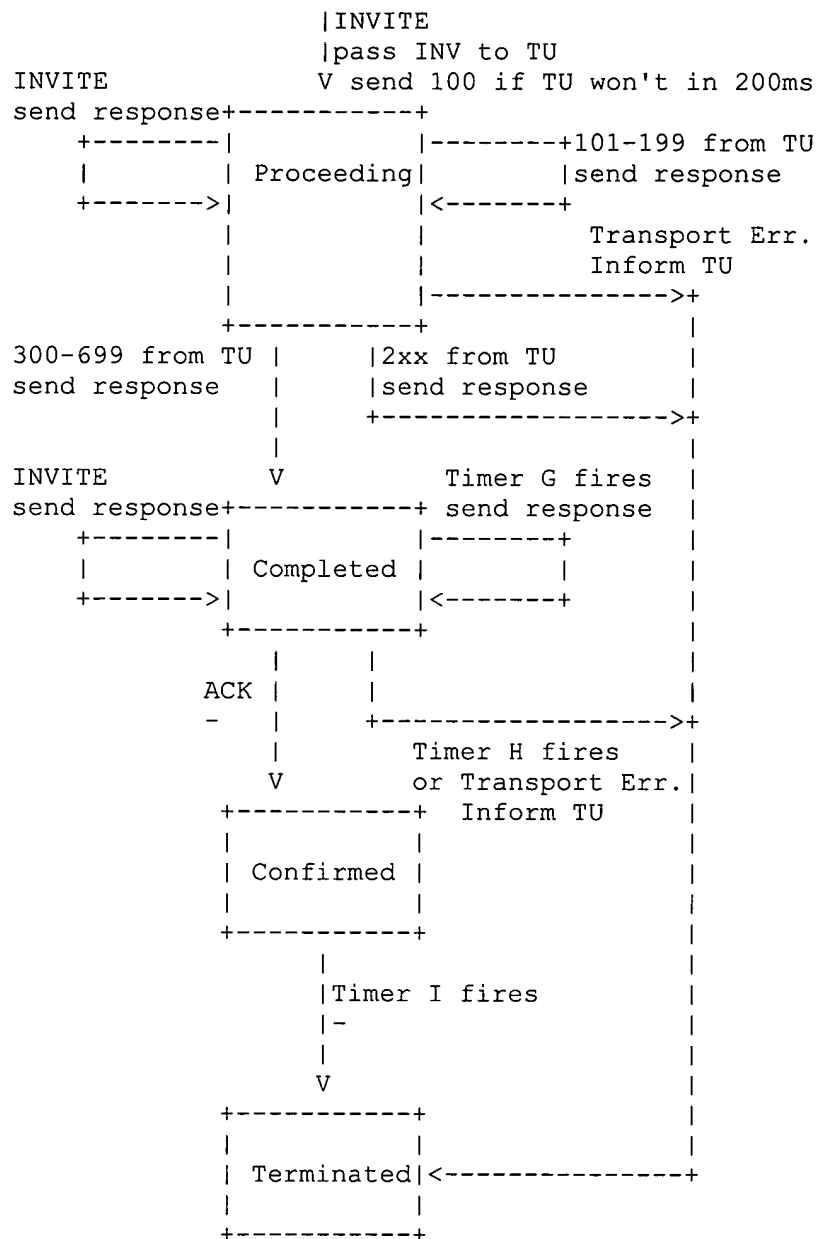 INVITE
pass INV to TU
INVITE
send 100 if TU won't in 200ms
send response
101-199 from TU
Proceeding
send response
Transport Err.
Inform TU
300-699 from TU
2xx from TU
send response
send response
INVITE
Timer G fires
send response
send response
Completed
ACK
-
Timer H fires
or Transport Err.
Inform TU
Confirmed
Timer I fires
-
Terminated